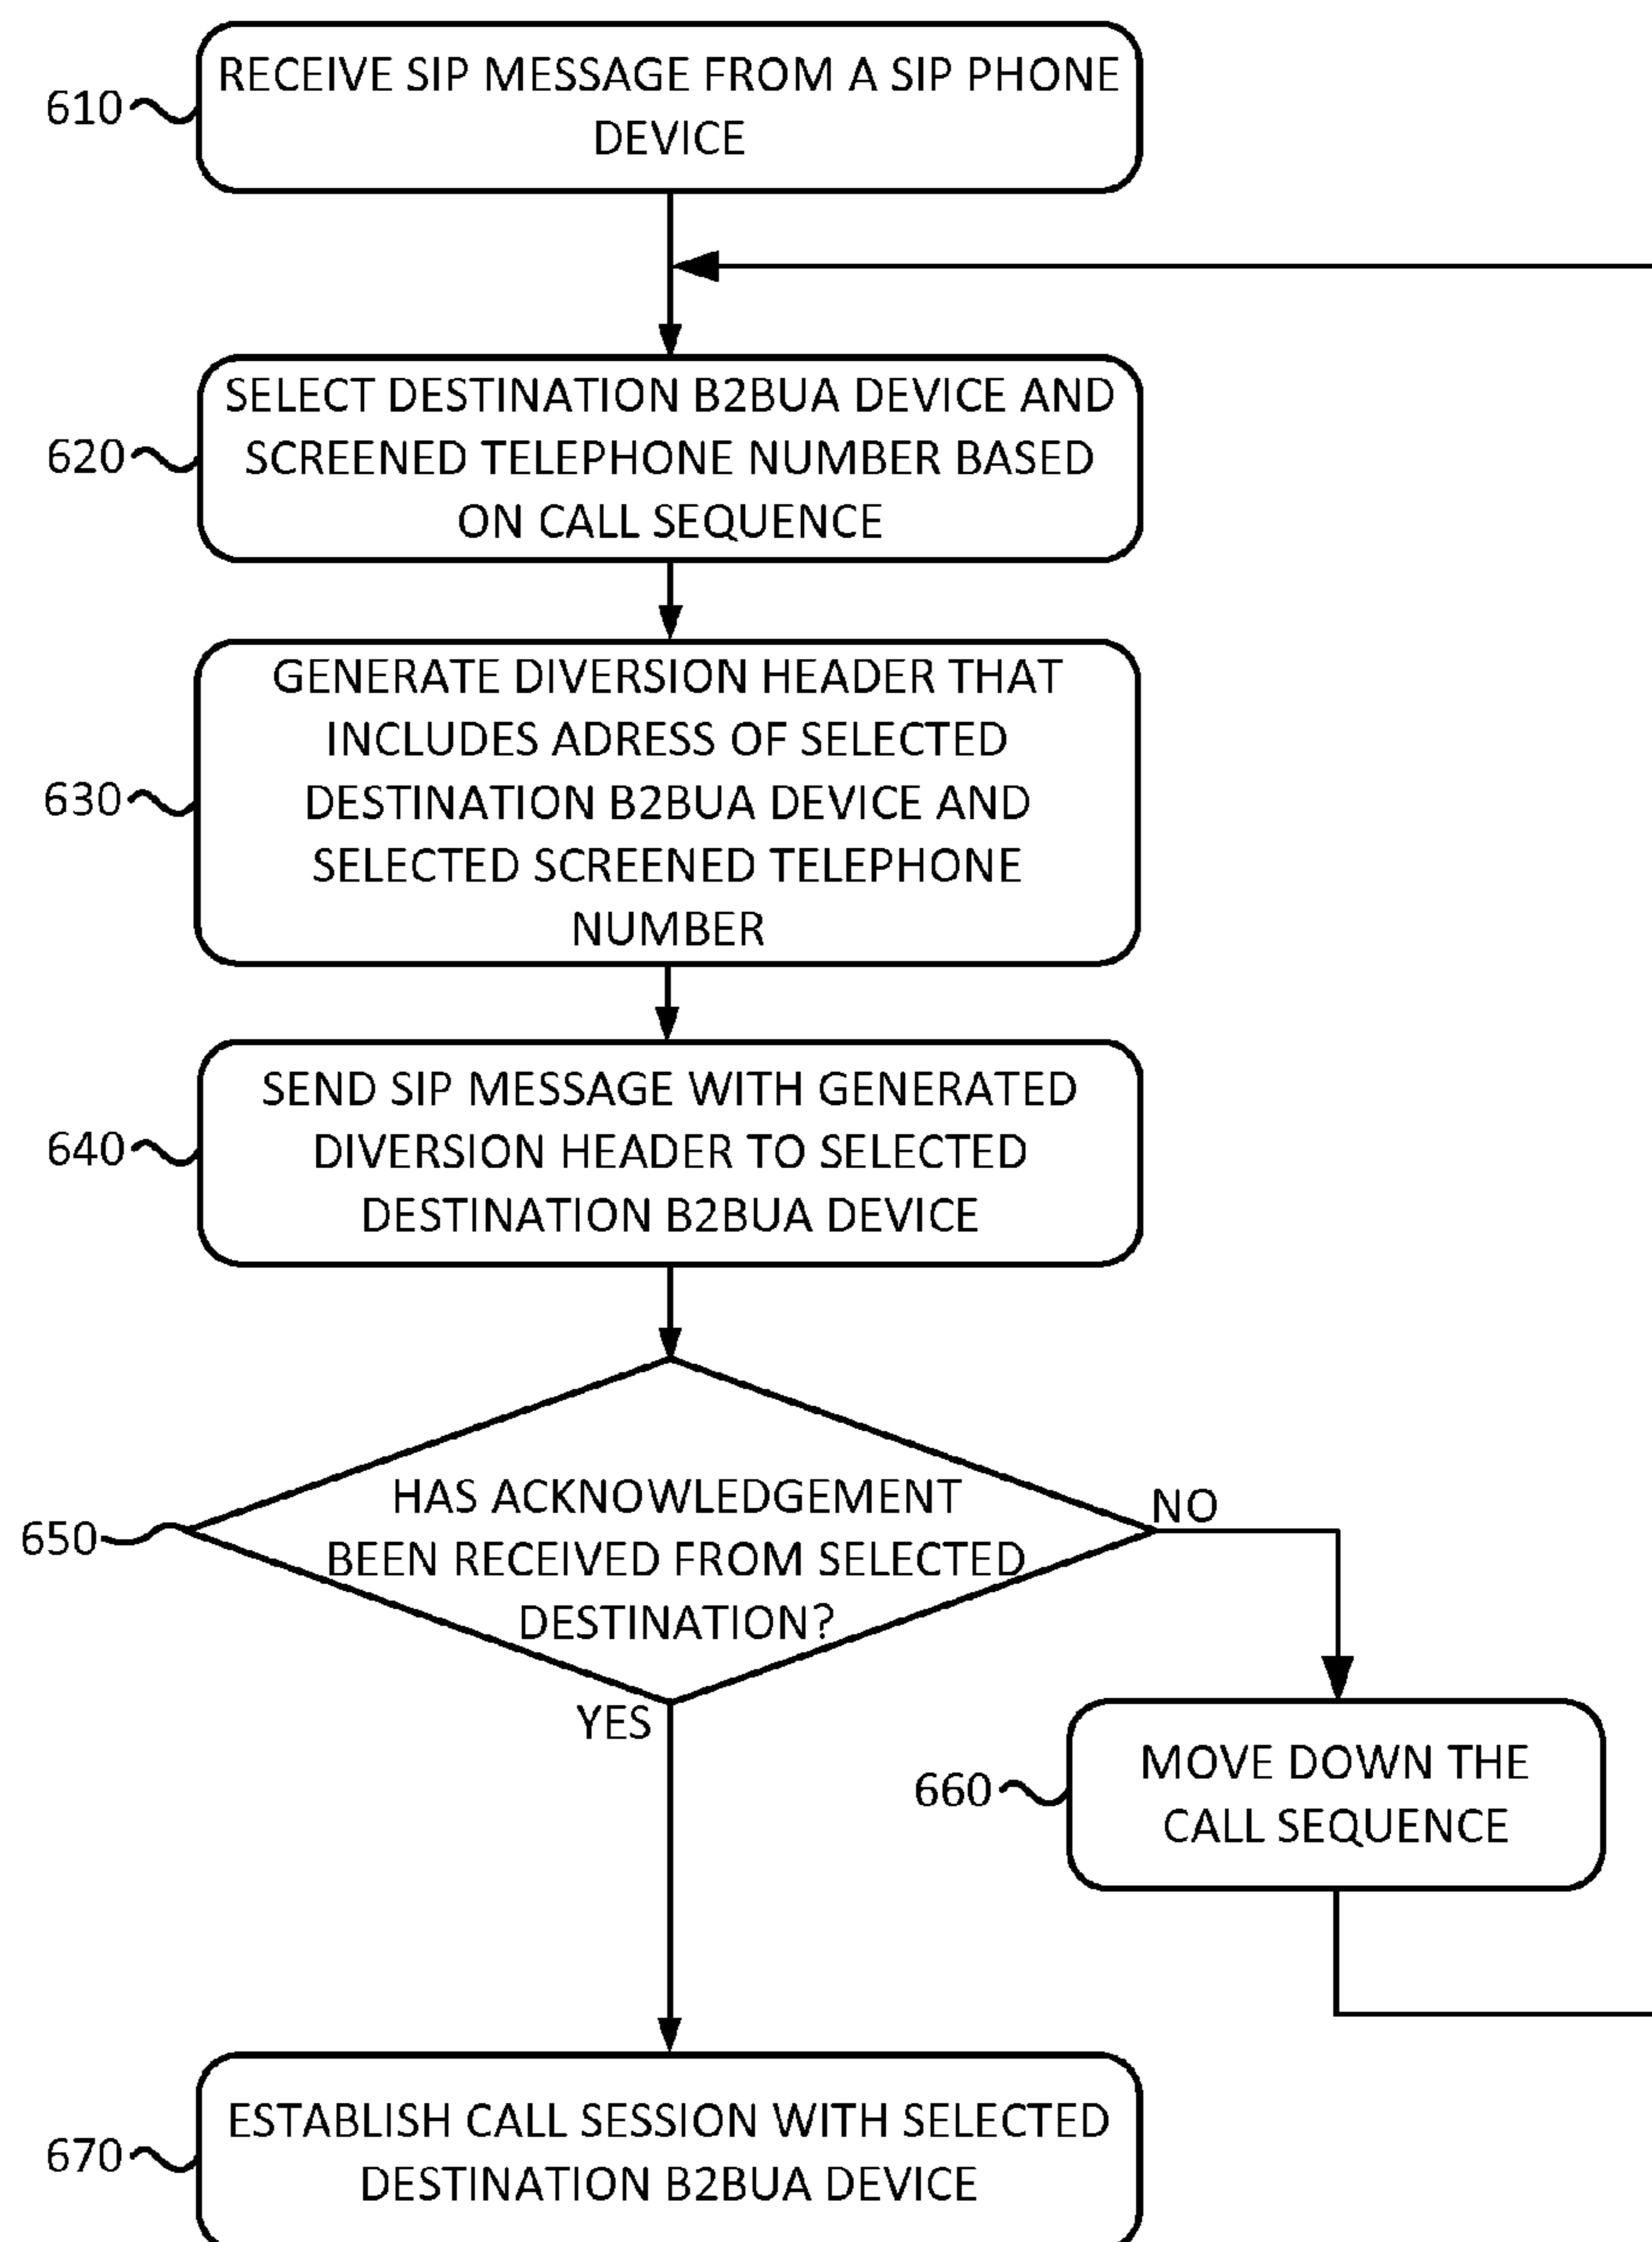 610
RECEIVE SIP MESSAGE FROM A SIP PHONE
DEVICE
620
SELECT DESTINATION B2BUA DEVICE AND
SCREENED TELEPHONE NUMBER BASED
ON CALL SEQUENCE
630
GENERATE DIVERSION HEADER THAT
INCLUDES ADRESS OF SELECTED
DESTINATION B2BUA DEVICE AND
SELECTED SCREENED TELEPHONE
NUMBER
640
SEND SIP MESSAGE WITH GENERATED
DIVERSION HEADER TO SELECTED
DESTINATION B2BUA DEVICE
650
HAS ACKNOWLEDGEMENT
BEEN RECEIVED FROM SELECTED
DESTINATION?
NO
YES
660
MOVE DOWN THE
CALL SEQUENCE
670
ESTABLISH CALL SESSION WITH SELECTED
DESTINATION B2BUA DEVICE